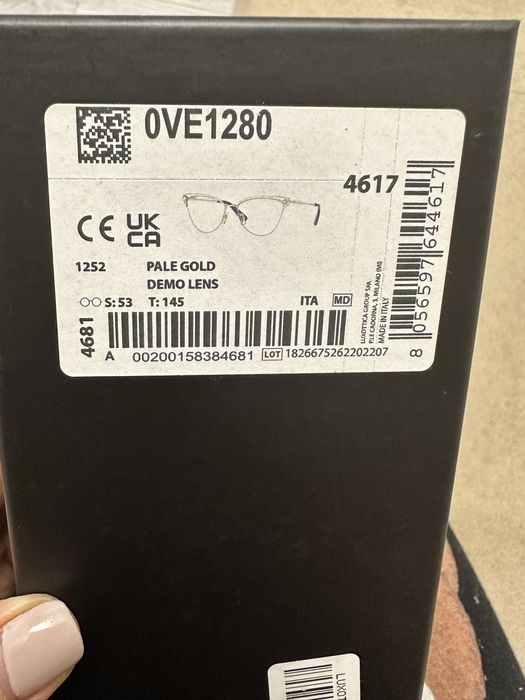 0VE1280
4617
CE UK
CA
1252 PALE GOLD
DEMO LENS
S: 53 T: 145 ITA MD
4681
A 00200158384681 LOT 1826675262202207
LUXOTTICA GROUP SPA
P.LE CADORNA, 3, MILANO (MI)
MADE IN ITALY
8 056597 644617